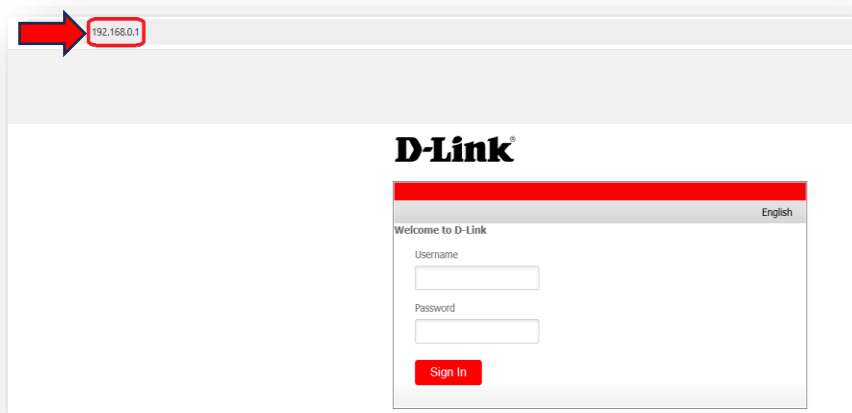 192.168.0.1
D-Link®
English
Welcome to D-Link
Username
Password
Sign In